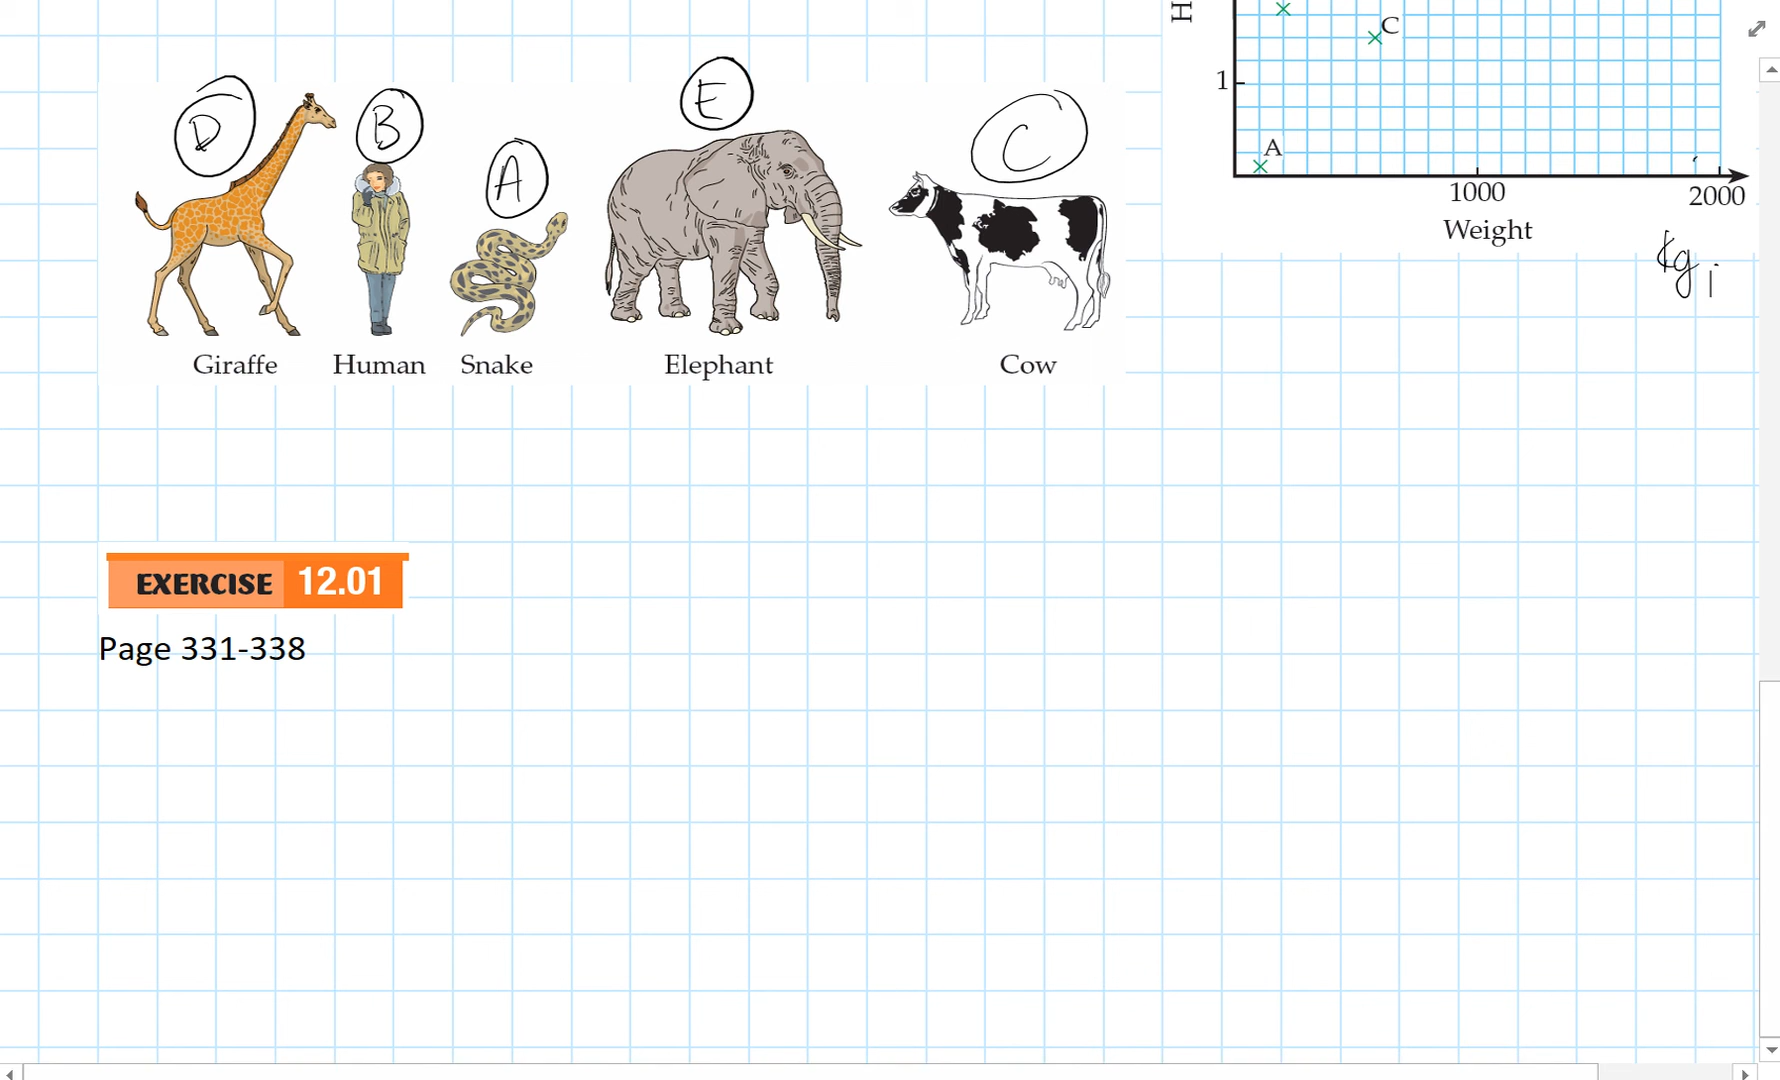 H
C
1
A
1000
2000
Weight
kg
D
B
A
E
C
Giraffe
Human
Snake
Elephant
Cow
EXERCISE 12.01
Page 331-338